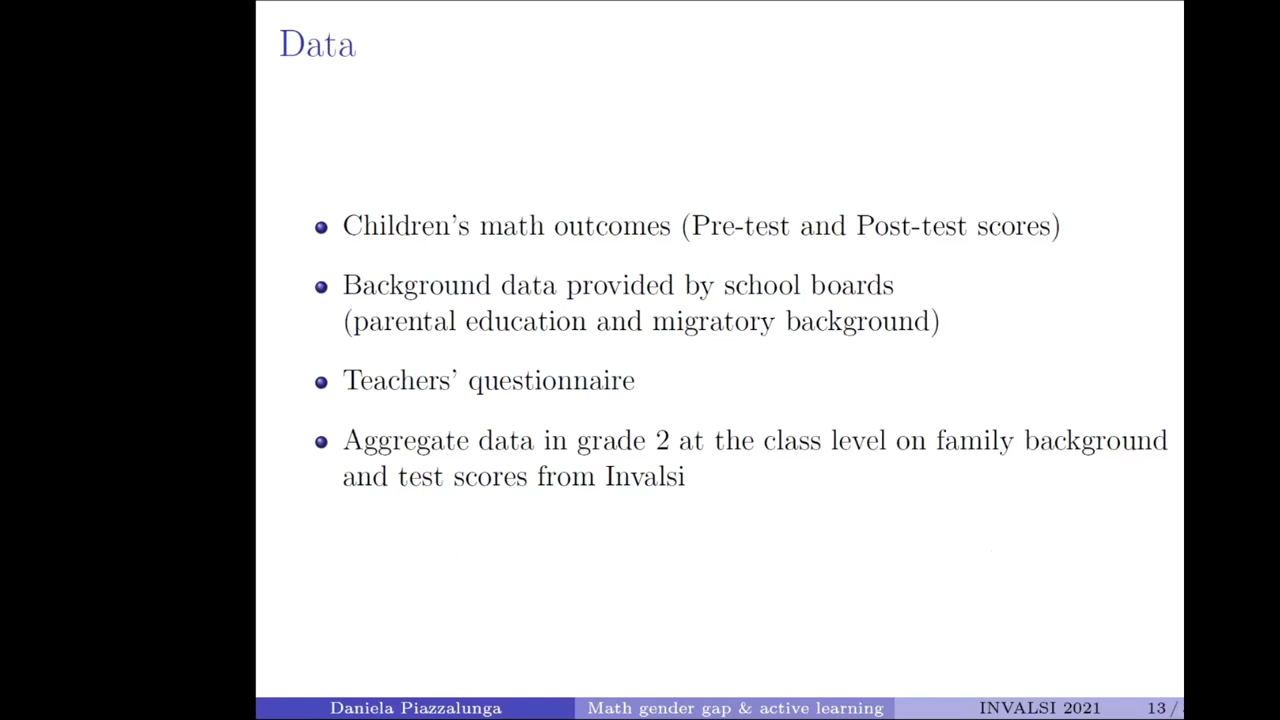 Data
Children's math outcomes (Pre-test and Post-test scores)
Background data provided by school boards
(parental education and migratory background)
Teachers' questionnaire
Aggregate data in grade 2 at the class level on family background
and test scores from Invalsi
Daniela Piazzalunga Math gender gap & active learning INVALSI 2021 13 /